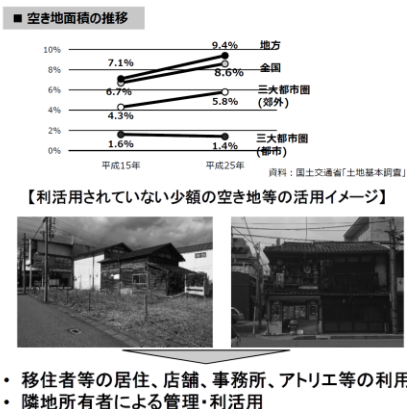 ■ 空き地面積の推移
10%
8%
6%
4%
2%
0%
7.1%
9.4%
地方
6.7%
8.6%
全国
4.3%
5.8%
三大都市圏
(郊外)
1.6%
1.4%
三大都市圏
(都市)
平成15年
平成25年
資料：国土交通省「土地基本調査」
【利活用されていない少額の空き地等の活用イメージ】
• 移住者等の居住、店舗、事務所、アトリエ等の利用
• 隣地所有者による管理・利活用